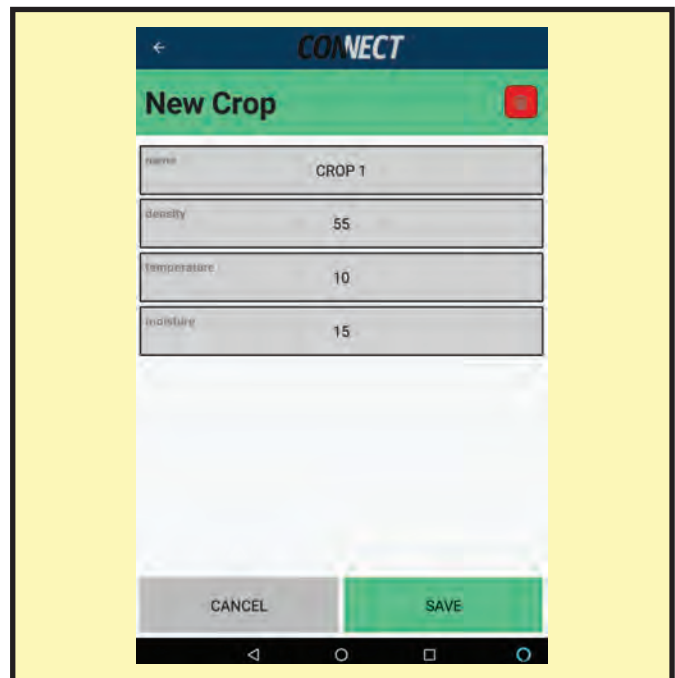 CONNECT
New Crop
name
CROP 1
density
55
temperature
10
moisture
15
CANCEL
SAVE